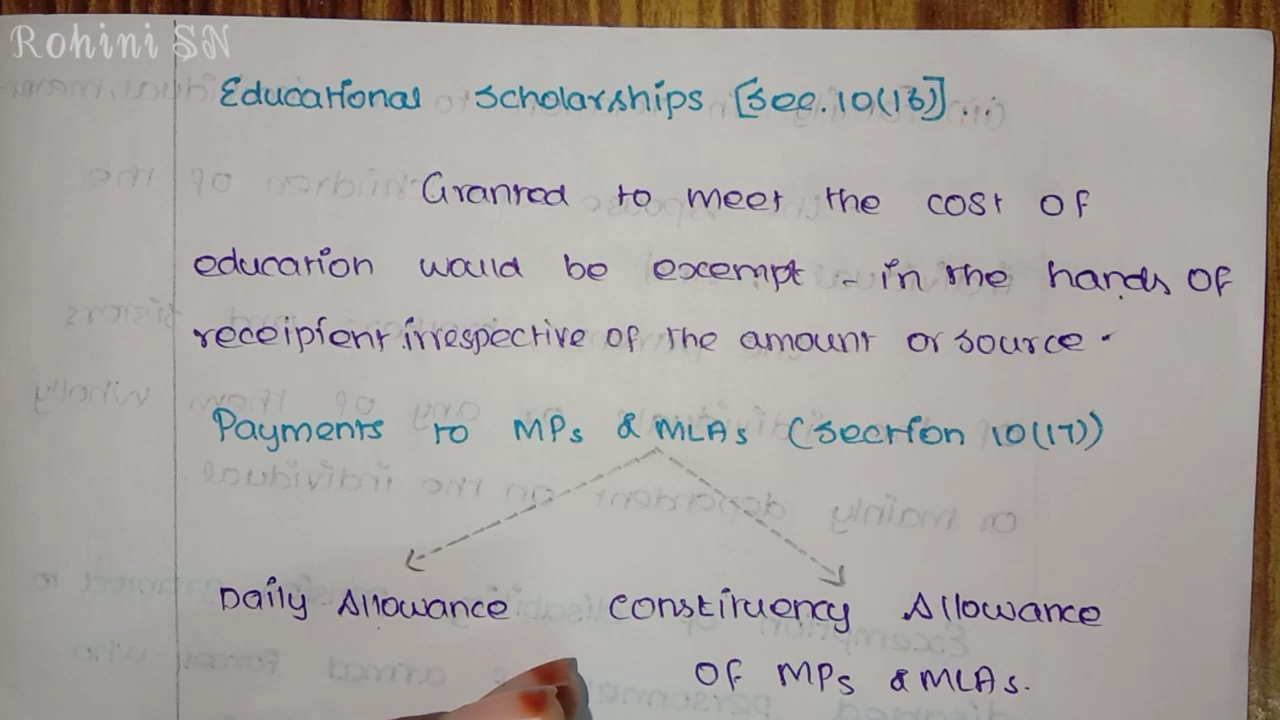 Rohini SN
Educational scholarships [sec.10(16)]..
Granted to meet the cost of
education would be exempt - in the hands of
receipient irrespective of the amount or source.
Payments to MPs & MLAs (section 10(17))
Daily Allowance constituency Allowance
of MPs & MLAs.